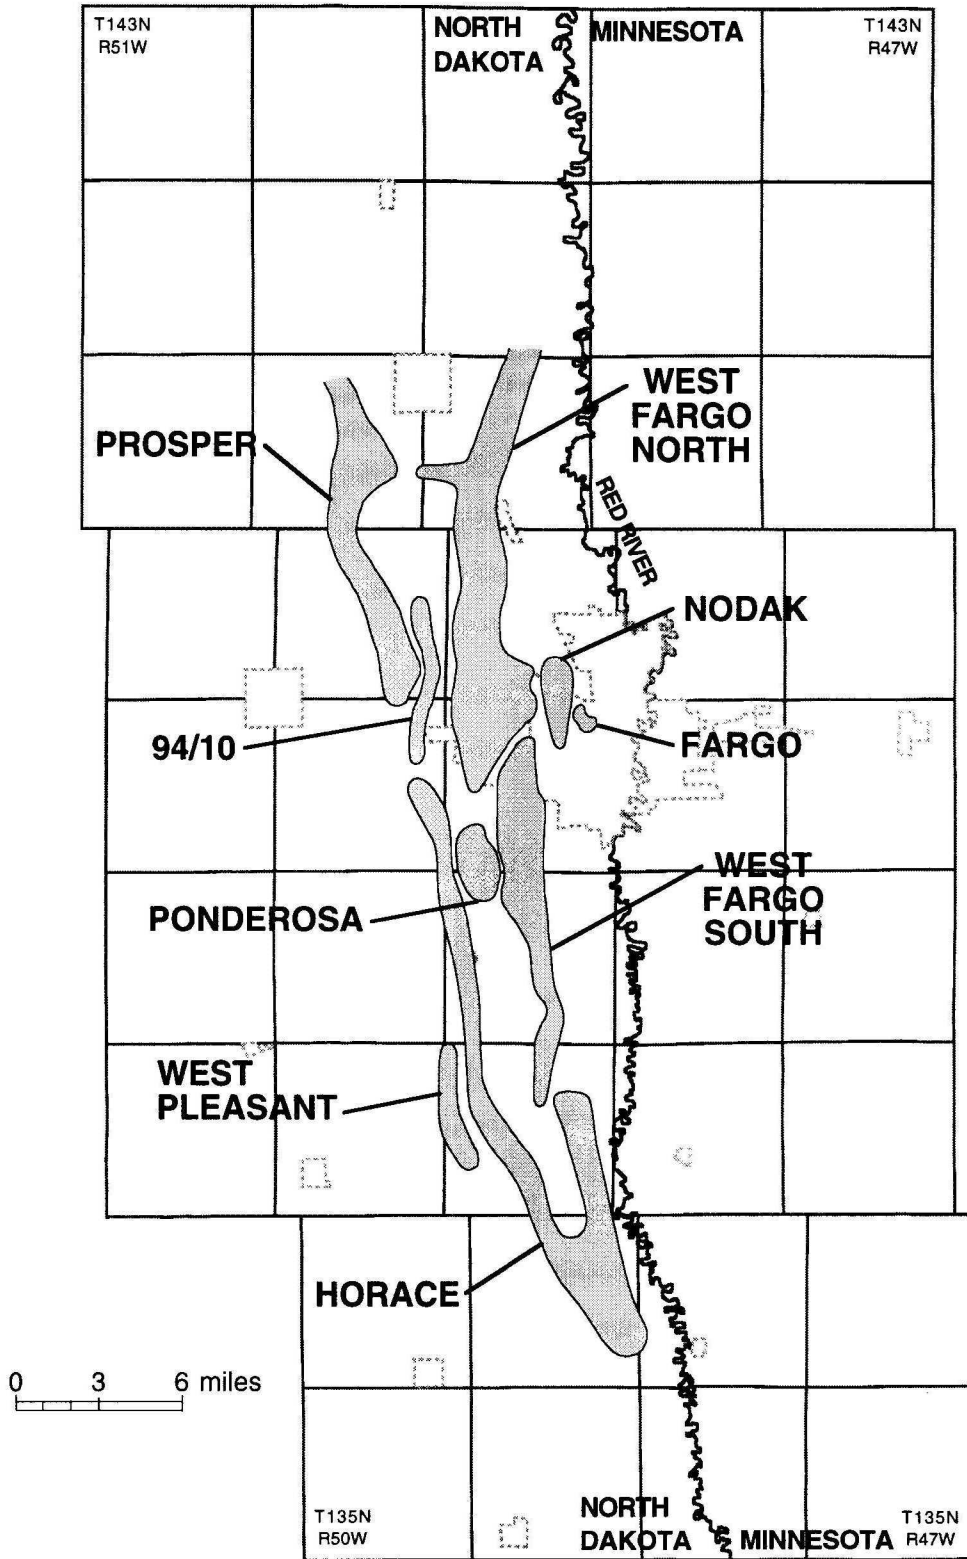 T143N
R51W
NORTH
DAKOTA
MINNESOTA
T143N
R47W
WEST
FARGO
NORTH
PROSPER
RED RIVER
NODAK
94/10
FARGO
WEST
FARGO
SOUTH
PONDEROSA
WEST
PLEASANT
HORACE
0 3 6 miles
T135N
R50W
NORTH
DAKOTA
MINNESOTA
T135N
R47W